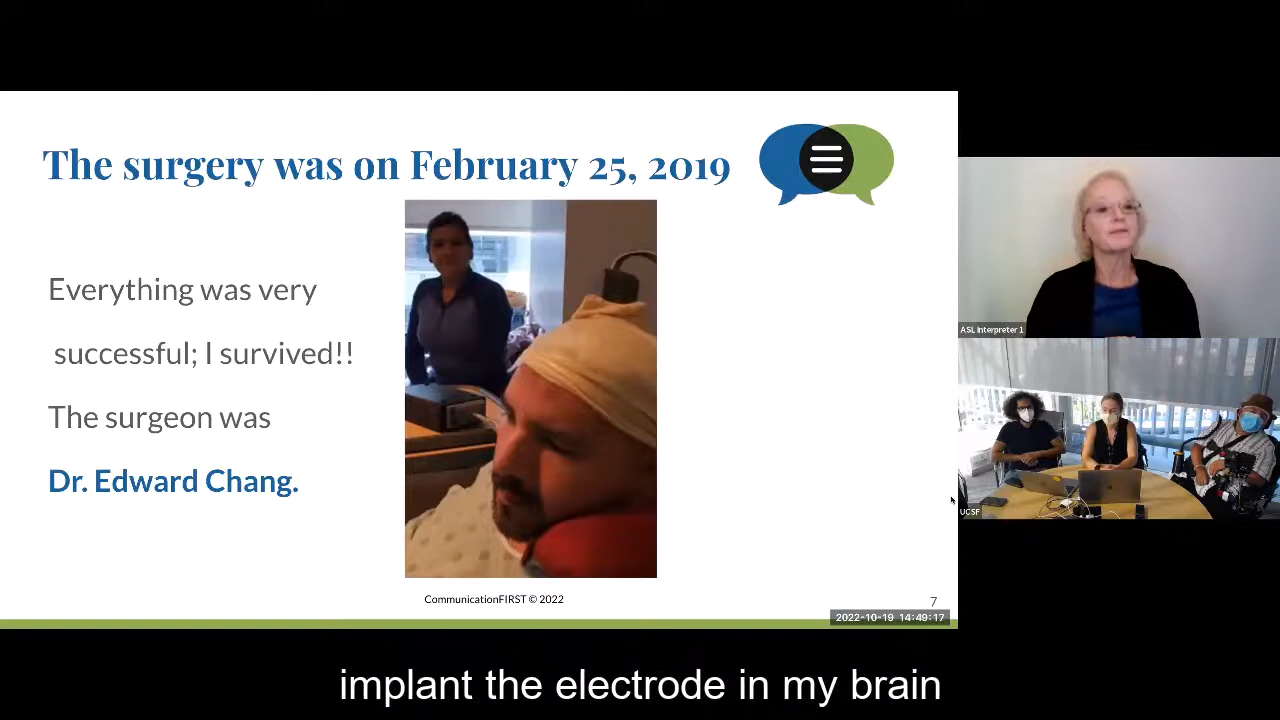 The surgery was on February 25, 2019
Everything was very
successful; I survived!!
The surgeon was
Dr. Edward Chang.
CommunicationFIRST © 2022
7
2022-10-19 14:49:17
ASL Interpreter 1
UCSF
implant the electrode in my brain